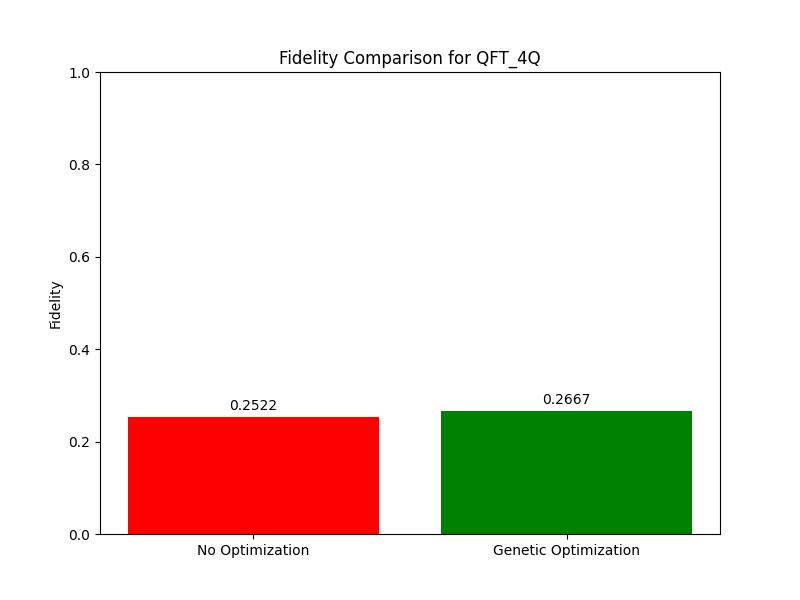 Fidelity Comparison for QFT_4Q
1.0
0.8
0.6
0.4
0.2
0.0
Fidelity
0.2522
0.2667
No Optimization
Genetic Optimization